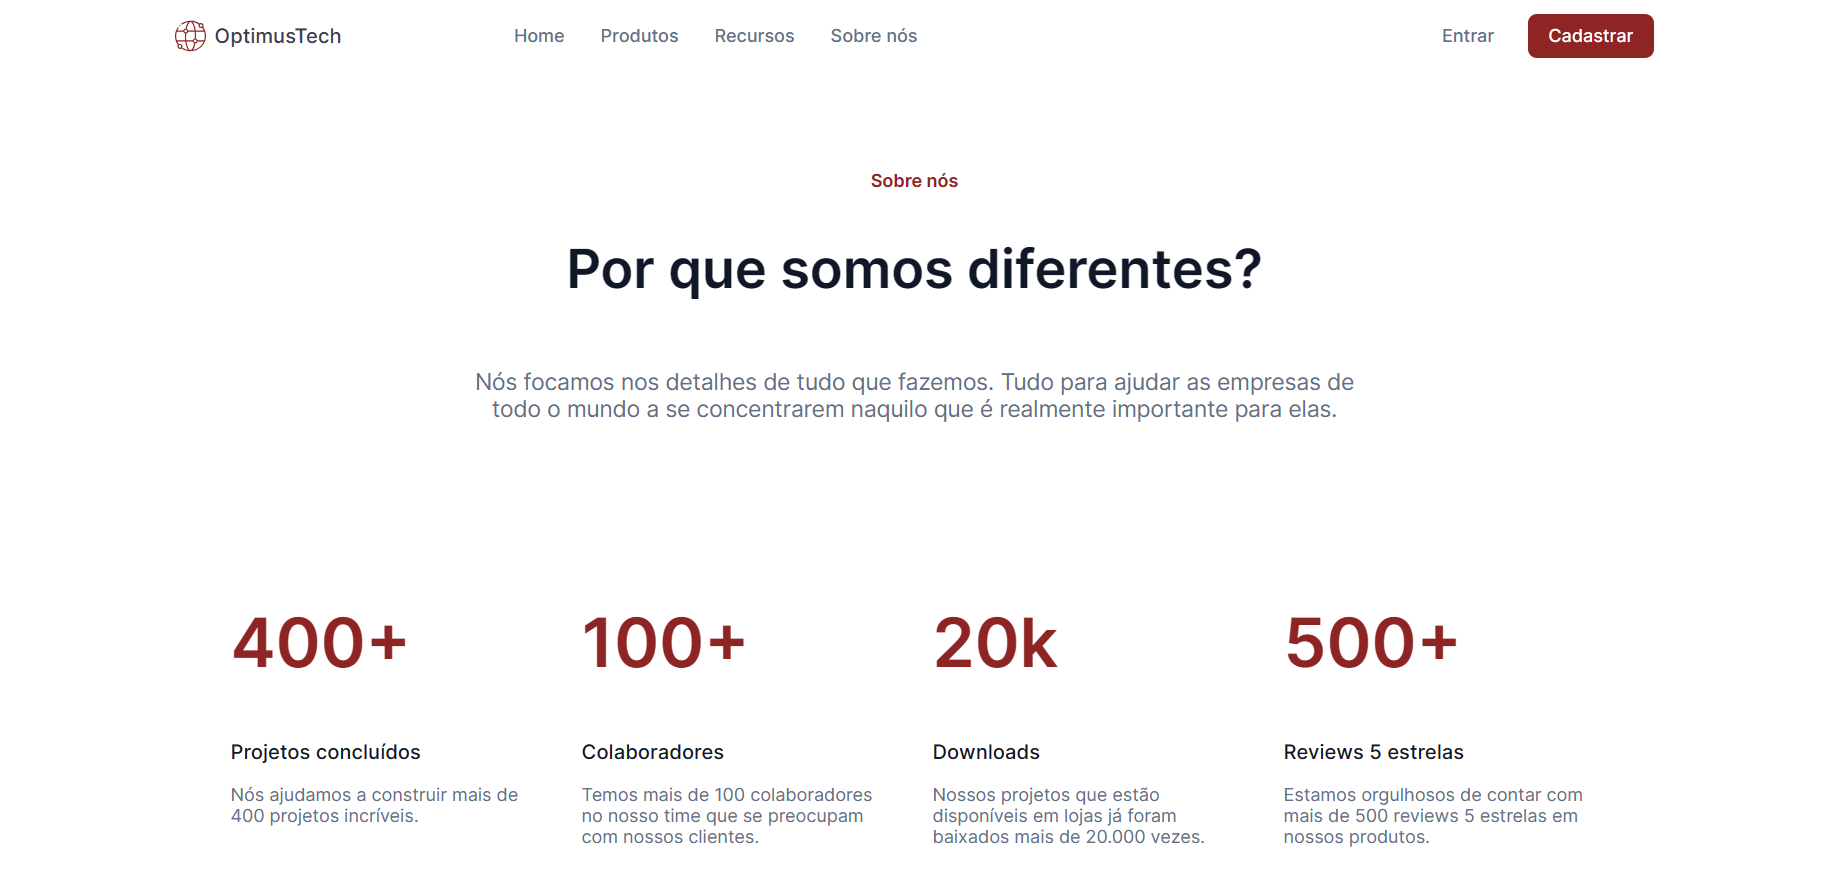 OptimusTech
Home
Produtos
Recursos
Sobre nós
Entrar
Cadastrar
Sobre nós
Por que somos diferentes?
Nós focamos nos detalhes de tudo que fazemos. Tudo para ajudar as empresas de
todo o mundo a se concentrarem naquilo que é realmente importante para elas.
400+
Projetos concluídos
Nós ajudamos a construir mais de
400 projetos incríveis.
100+
Colaboradores
Temos mais de 100 colaboradores
no nosso time que se preocupam
com nossos clientes.
20k
Downloads
Nossos projetos que estão
disponíveis em lojas já foram
baixados mais de 20.000 vezes.
500+
Reviews 5 estrelas
Estamos orgulhosos de contar com
mais de 500 reviews 5 estrelas em
nossos produtos.